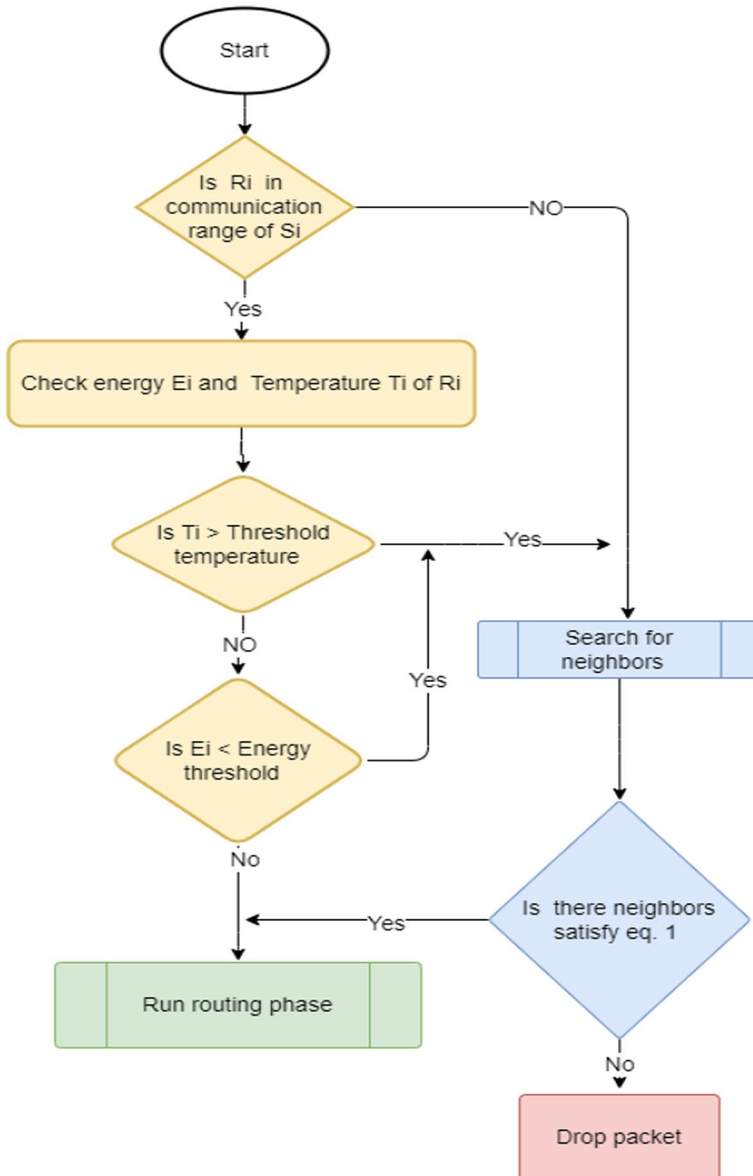 Start
Is Ri in
communication
range of Si
NO
Yes
Check energy Ei and Temperature Ti of Ri
Is Ti > Threshold
temperature
Yes
NO
Search for
neighbors
Yes
Is Ei < Energy
threshold
No
Is there neighbors
satisfy eq. 1
Yes
Run routing phase
No
Drop packet